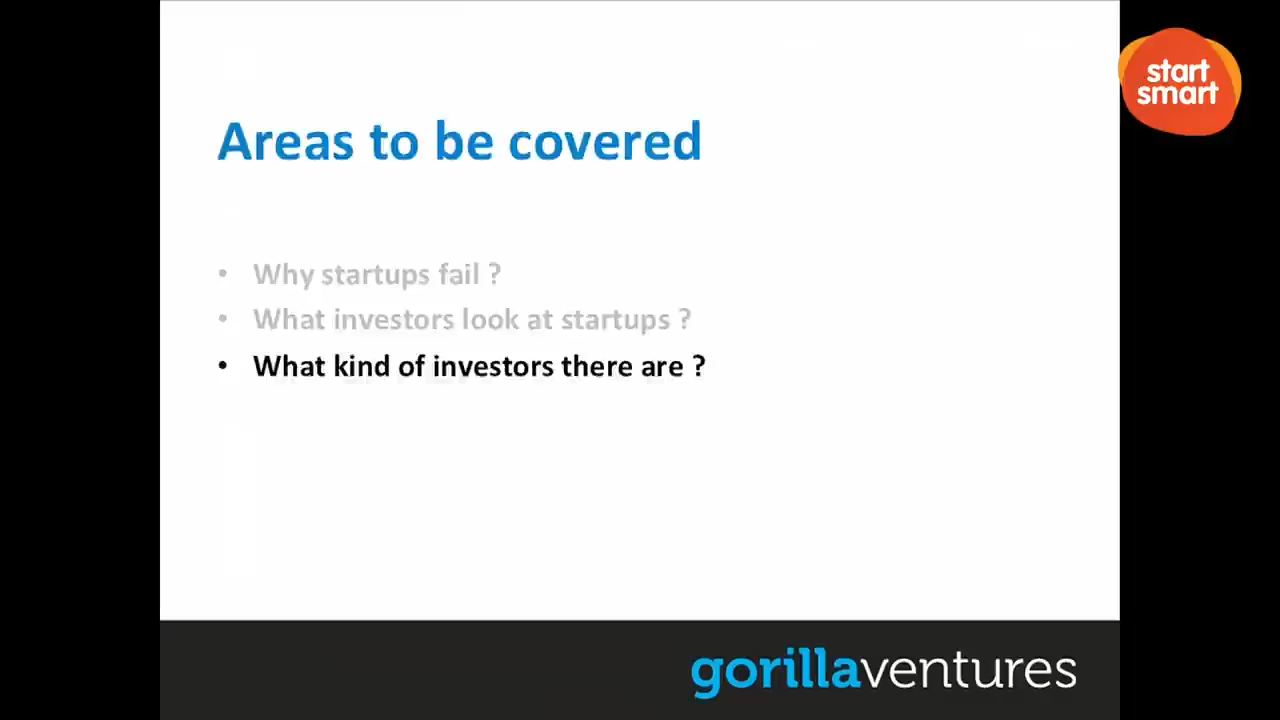 start
smart
Areas to be covered
• Why startups fail ?
• What investors look at startups ?
• What kind of investors there are ?
gorillaventures